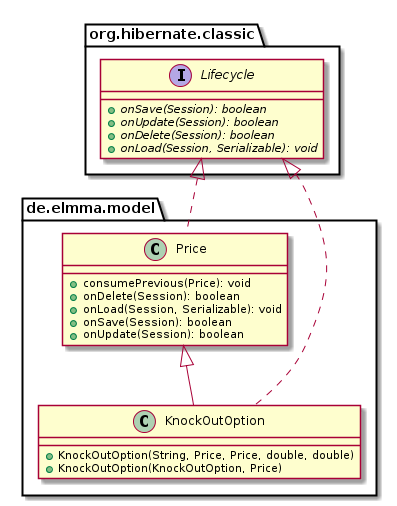 org.hibernate.classic
I Lifecycle
onSave(Session): boolean
onUpdate(Session): boolean
onDelete(Session): boolean
onLoad(Session, Serializable): void
de.elmma.model
C Price
consumePrevious(Price): void
onDelete(Session): boolean
onLoad(Session, Serializable): void
onSave(Session): boolean
onUpdate(Session): boolean
C KnockOutOption
KnockOutOption(String, Price, Price, double, double)
KnockOutOption(KnockOutOption, Price)